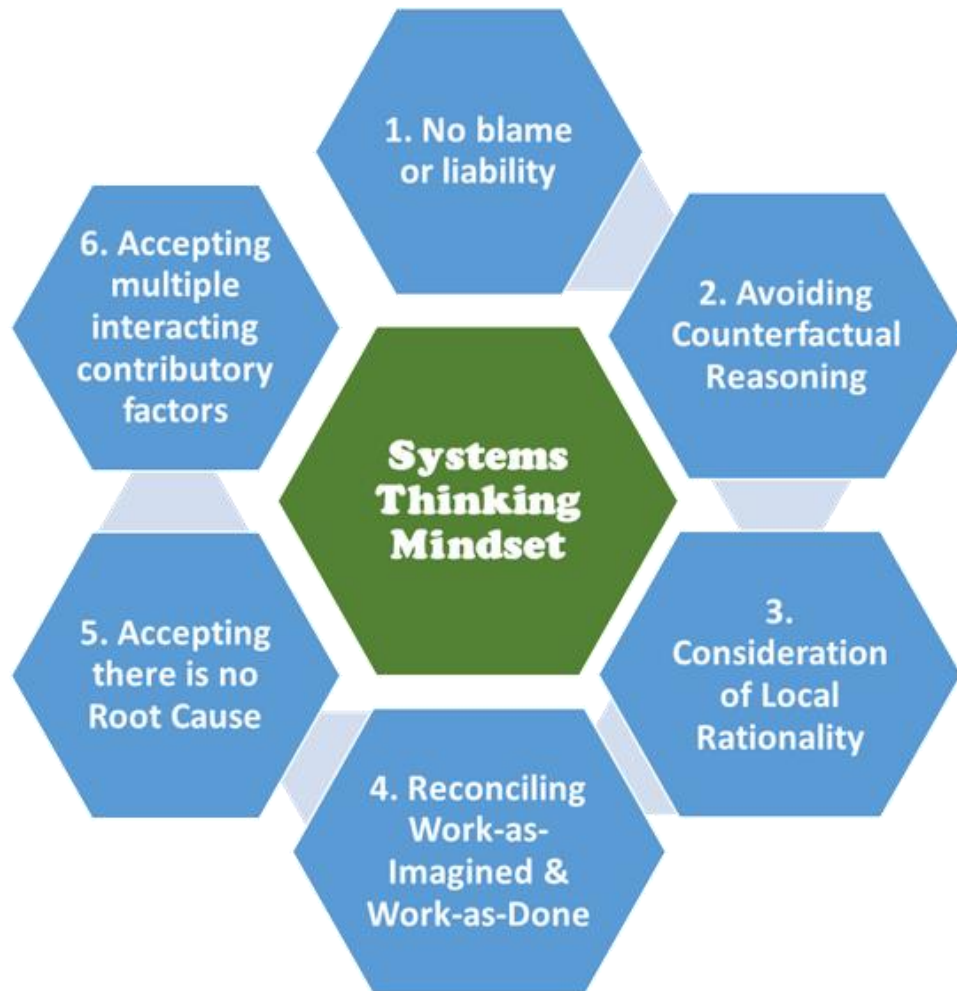 1. No blame
or liability
2. Avoiding
Counterfactual
Reasoning
3.
Consideration
of Local
Rationality
4. Reconciling
Work-as-
Imagined &
Work-as-Done
5. Accepting
there is no
Root Cause
6. Accepting
multiple
interacting
contributory
factors
Systems
Thinking
Mindset